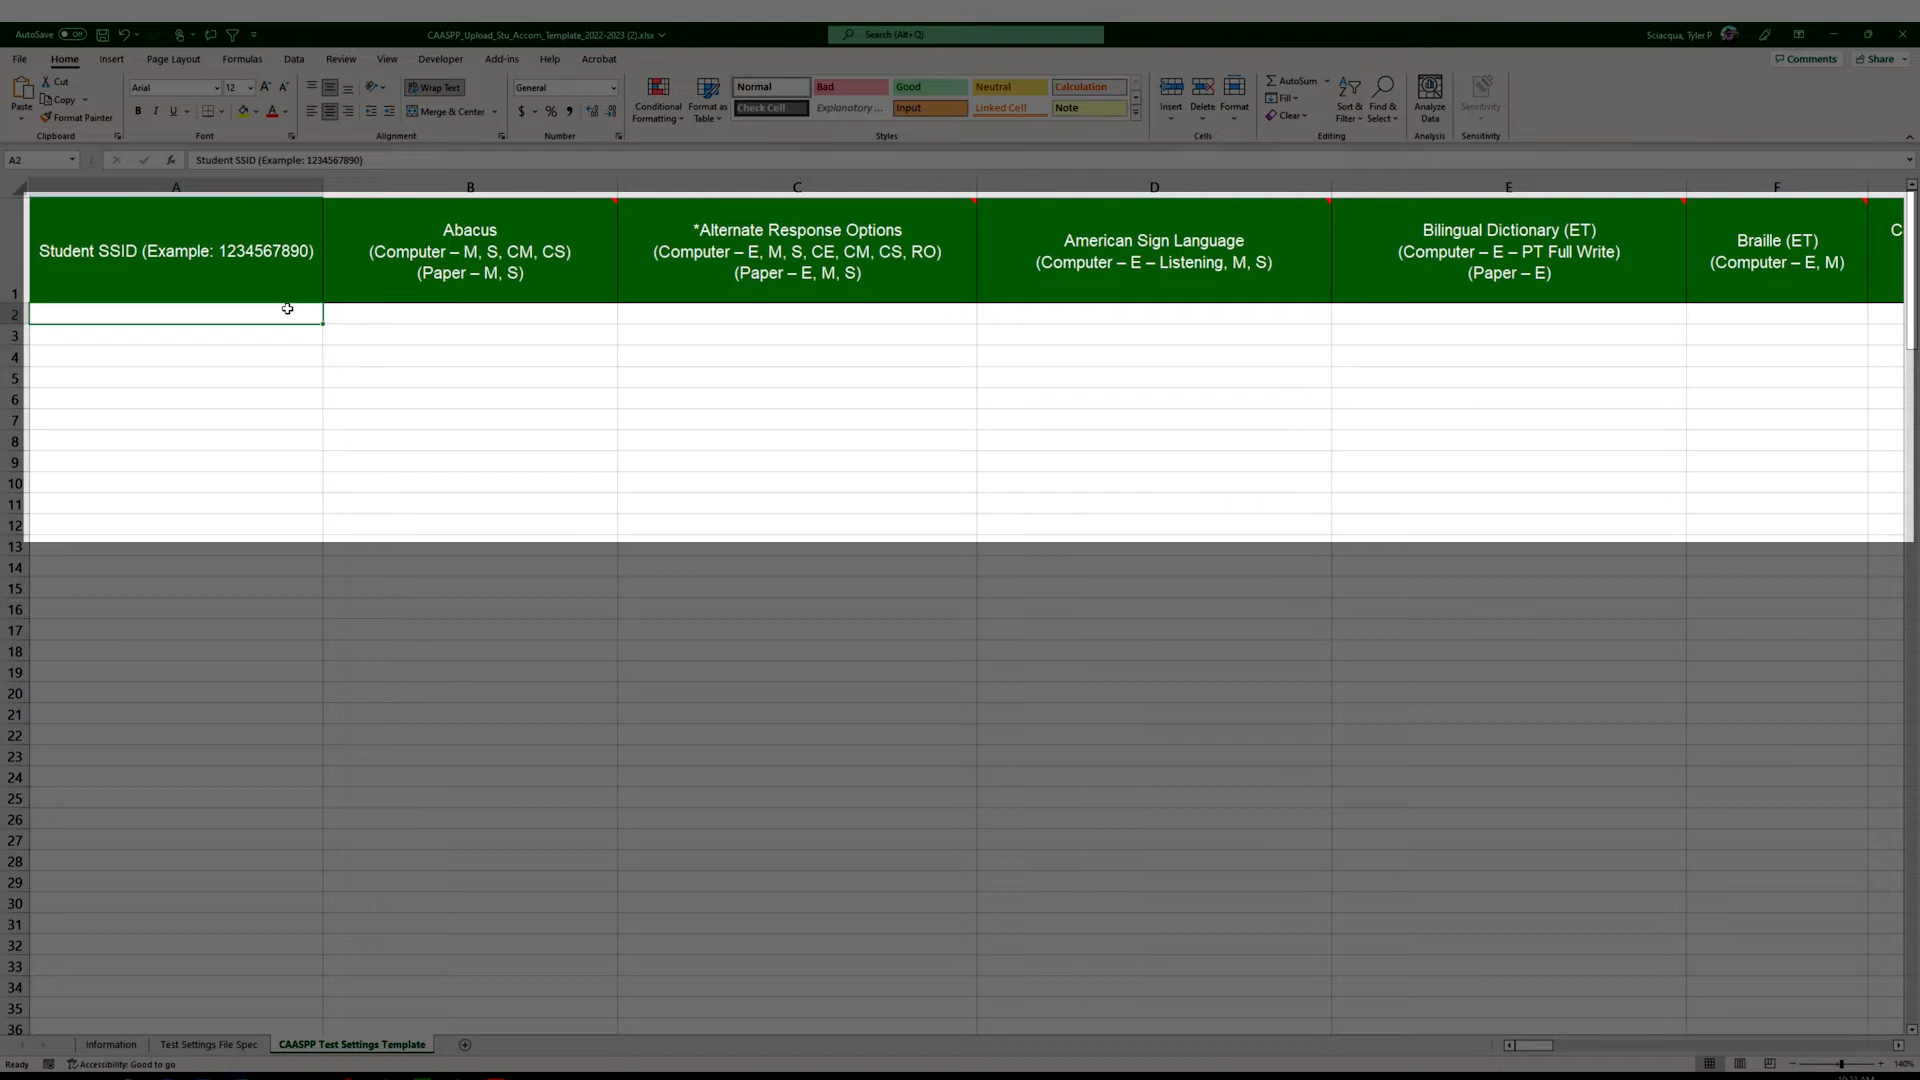 AutoSave Off
CAASPP_Upload_Stu_Accom_Template_2022-2023 (2).xlsx
Search (Alt+Q)
Sciacqua, Tyler P
File Home Insert Page Layout Formulas Data Review View Developer Add-ins Help Acrobat
Comments Share
Paste
Cut
Copy
Format Painter
Clipboard
Arial 12
B I U
Font
Wrap Text
Merge & Center
Alignment
General
$ % 9
Number
Conditional Formatting
Format as Table
Normal Bad Good Neutral Calculation
Check Cell Explanatory ... Input Linked Cell Note
Styles
Insert Delete Format
Cells
AutoSum
Fill
Clear
Sort & Filter
Find & Select
Editing
Analyze Data
Analysis
Sensitivity
Sensitivity
A2
fx Student SSID (Example: 1234567890)
A B C D E F
Student SSID (Example: 1234567890)
Abacus
(Computer – M, S, CM, CS)
(Paper – M, S)
*Alternate Response Options
(Computer – E, M, S, CE, CM, CS, RO)
(Paper – E, M, S)
American Sign Language
(Computer – E – Listening, M, S)
Bilingual Dictionary (ET)
(Computer – E – PT Full Write)
(Paper – E)
Braille (ET)
(Computer – E, M)
C
1
2
3
4
5
6
7
8
9
10
11
12
13
14
15
16
17
18
19
20
21
22
23
24
25
26
27
28
29
30
31
32
33
34
35
36
Information Test Settings File Spec CAASPP Test Settings Template
Ready Accessibility: Good to go
140%